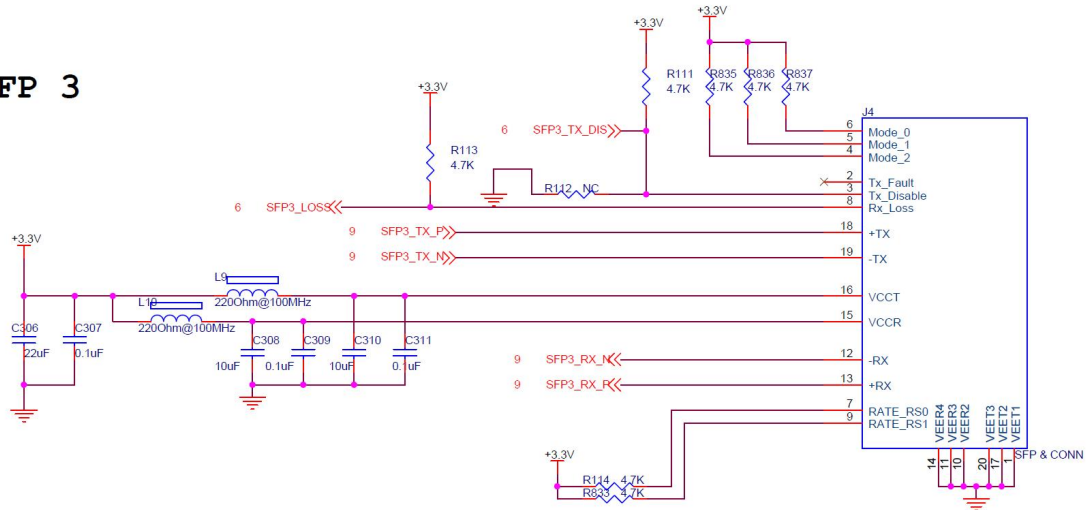 FP 3
+3.3V
+3.3V
+3.3V
+3.3V
+3.3V
R111
4.7K
R835
4.7K
R836
4.7K
R837
4.7K
J4
6 SFP3_TX_DIS
R113
4.7K
6 Mode_0
5 Mode_1
4 Mode_2
2 Tx_Fault
3 Tx_Disable
8 Rx_Loss
R112 NC
6 SFP3_LOSS
9 SFP3_TX_P
18 +TX
9 SFP3_TX_N
19 -TX
L9
220Ohm@100MHz
16 VCCT
L10
220Ohm@100MHz
15 VCCR
C306
22uF
C307
0.1uF
C308
10uF
C309
0.1uF
C310
10uF
C311
0.1uF
9 SFP3_RX_N
12 -RX
9 SFP3_RX_P
13 +RX
7 RATE_RS0
9 RATE_RS1
R114 4.7K
R833 4.7K
VEER4
VEER3
VEER2
VEET3
VEET2
VEET1
14
11
10
20
17
1
SFP & CONN